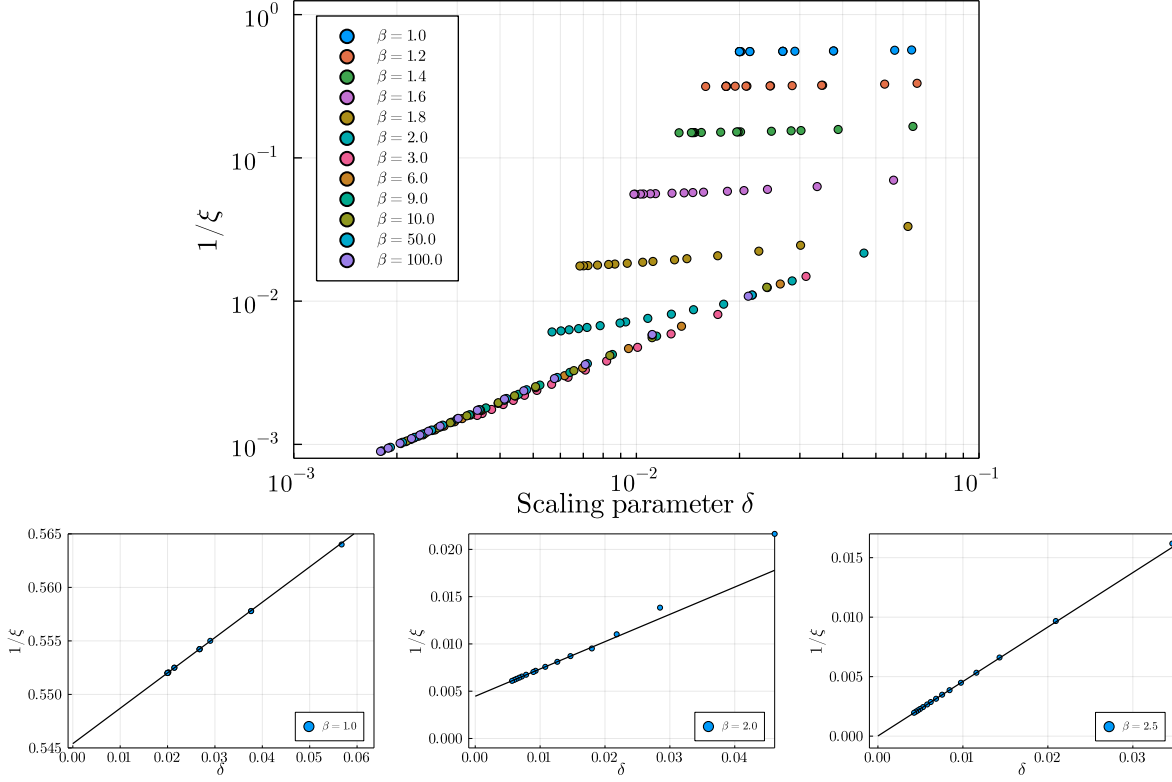 10^0
10^{-1}
10^{-2}
10^{-3}
1/ξ
β = 1.0
β = 1.2
β = 1.4
β = 1.6
β = 1.8
β = 2.0
β = 3.0
β = 6.0
β = 9.0
β = 10.0
β = 50.0
β = 100.0
10^{-3} 10^{-2} 10^{-1}
Scaling parameter δ
0.565
0.560
0.555
0.550
0.545
1/ξ
β = 1.0
0.00 0.01 0.02 0.03 0.04 0.05 0.06
δ
0.020
0.015
0.010
0.005
0.000
1/ξ
β = 2.0
0.00 0.01 0.02 0.03 0.04
δ
0.015
0.010
0.005
0.000
1/ξ
β = 2.5
0.00 0.01 0.02 0.03
δ